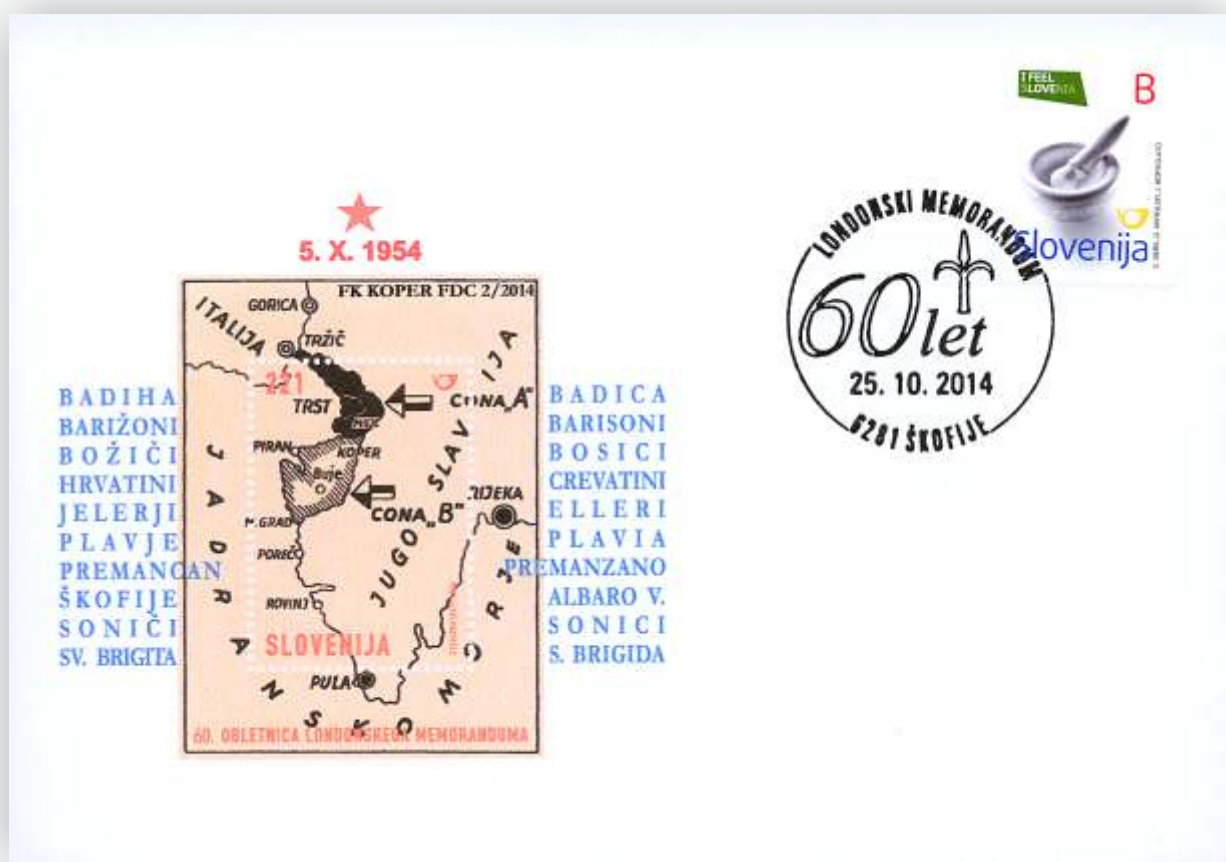 I FEEL
SLOVENIA
B
Slovenija
LONDONSKI MEMORANDUM
60 let
25. 10. 2014
6281 ŠKOFIJE
5. X. 1954
FK KOPER FDC 2/2014
GORICA
ITALIJA
TRŽIČ
221
TRST
CONA „A"
PIRAN
KOPER
Buje
RIJEKA
CONA „B"
N.GRAD
POREČ
ROVINJ
JUGOSLAVIJA
JADRANSKO MORJE
SLOVENIJA
PULA
60. OBLETNICA LONDONSKEGA MEMORANDUMA
BADIHA
BARIŽONI
BOŽIČI
HRVATINI
JELERJI
PLAVJE
PREMANCAN
ŠKOFIJE
SONIČI
SV. BRIGITA
BADICA
BARISONI
BOSICI
CREVATINI
ELLERI
PLAVIA
PREMANZANO
ALBARO V.
SONICI
S. BRIGIDA